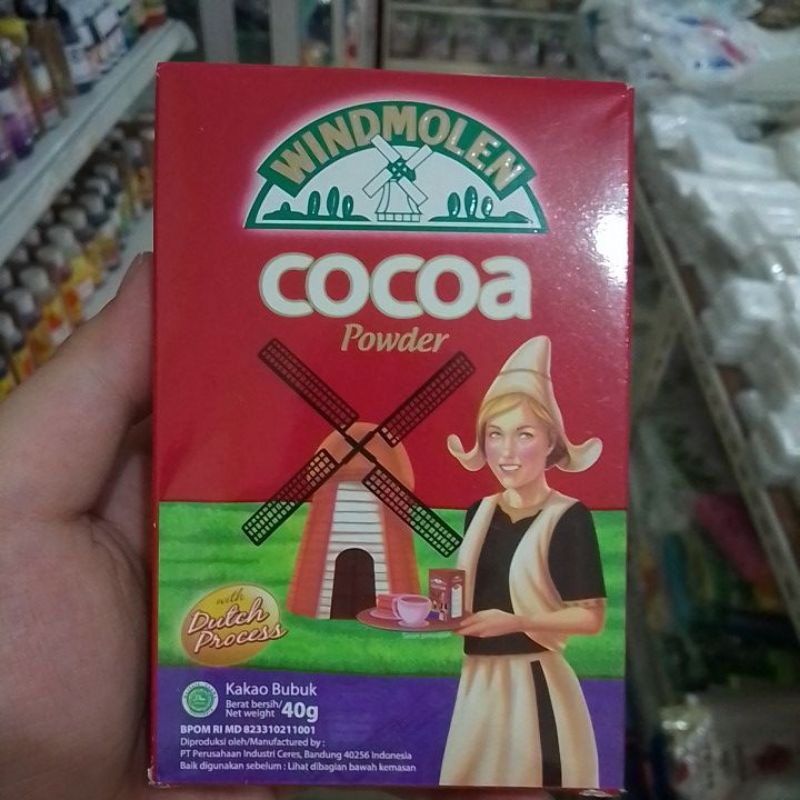 WINDMOLEN
cocoa
Powder
with
Dutch
Process
Kakao Bubuk
Berat bersih/
Net weight 40g
BPOM RI MD 823310211001
Diproduksi oleh/Manufactured by :
PT Perusahaan Industri Ceres, Bandung 40256 Indonesia
Baik digunakan sebelum : Lihat dibagian bawah kemasan